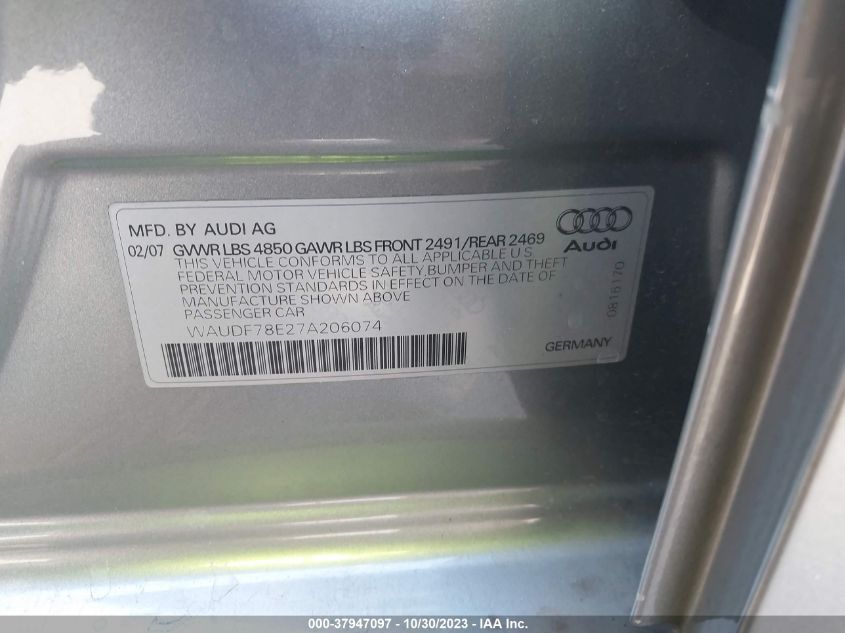 MFD. BY AUDI AG
02/07 GVWR LBS 4850 GAWR LBS FRONT 2491/REAR 2469
THIS VEHICLE CONFORMS TO ALL APPLICABLE U.S.
FEDERAL MOTOR VEHICLE SAFETY, BUMPER AND THEFT
PREVENTION STANDARDS IN EFFECT ON THE DATE OF
MANUFACTURE SHOWN ABOVE
PASSENGER CAR
WAUDF78E27A206074
Audi
0816170
GERMANY
000-37947097 - 10/30/2023 - IAA Inc.